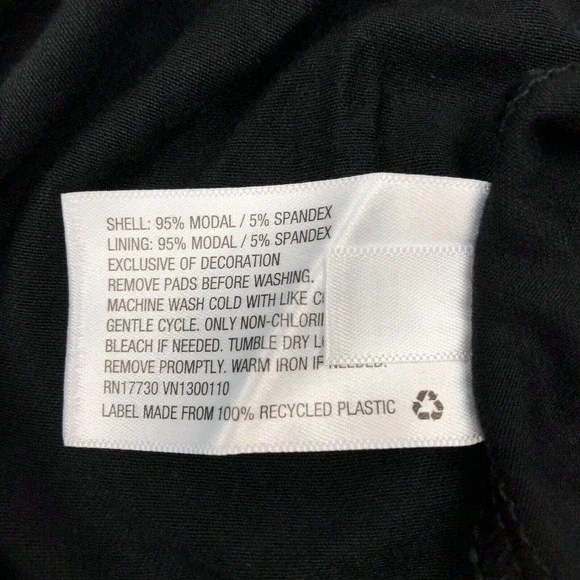 SHELL: 95% MODAL / 5% SPANDEX
LINING: 95% MODAL / 5% SPANDEX
EXCLUSIVE OF DECORATION
REMOVE PADS BEFORE WASHING.
MACHINE WASH COLD WITH LIKE
GENTLE CYCLE. ONLY NON-CHLORI
BLEACH IF NEEDED. TUMBLE DRY
REMOVE PROMPTLY. WARM IRON IF NEEDED.
RN17730 VN1300110
LABEL MADE FROM 100% RECYCLED PLASTIC